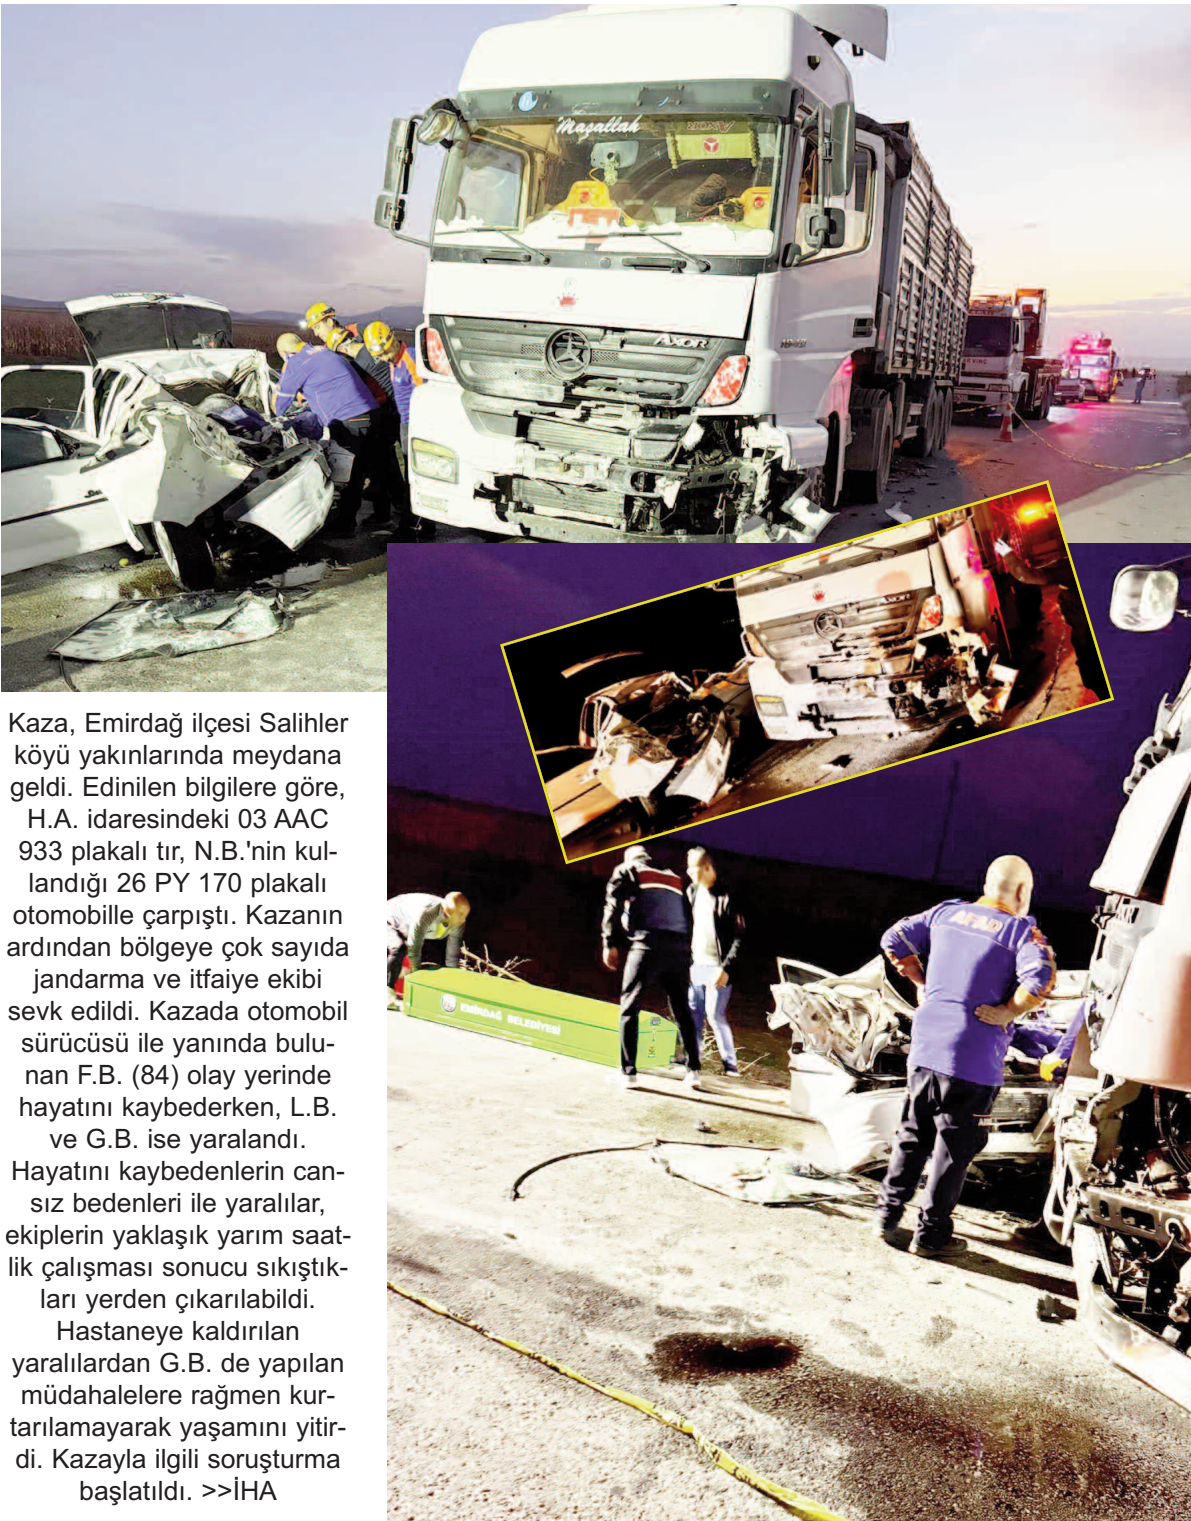 Maşallah
AXOR
AXOR
AXOR
AFAD
EMİRDAĞ BELEDİYESİ
Kaza, Emirdağ ilçesi Salihler
köyü yakınlarında meydana
geldi. Edinilen bilgilere göre,
H.A. idaresindeki 03 AAC
933 plakalı tır, N.B.'nin kul-
landığı 26 PY 170 plakalı
otomobille çarpıştı. Kazanın
ardından bölgeye çok sayıda
jandarma ve itfaiye ekibi
sevk edildi. Kazada otomobil
sürücüsü ile yanında bulu-
nan F.B. (84) olay yerinde
hayatını kaybederken, L.B.
ve G.B. ise yaralandı.
Hayatını kaybedenlerin can-
sız bedenleri ile yaralılar,
ekiplerin yaklaşık yarım saat-
lik çalışması sonucu sıkıştık-
ları yerden çıkarılabildi.
Hastaneye kaldırılan
yaralılardan G.B. de yapılan
müdahalelere rağmen kur-
tarılamayarak yaşamını yitir-
di. Kazayla ilgili soruşturma
başlatıldı. >>İHA